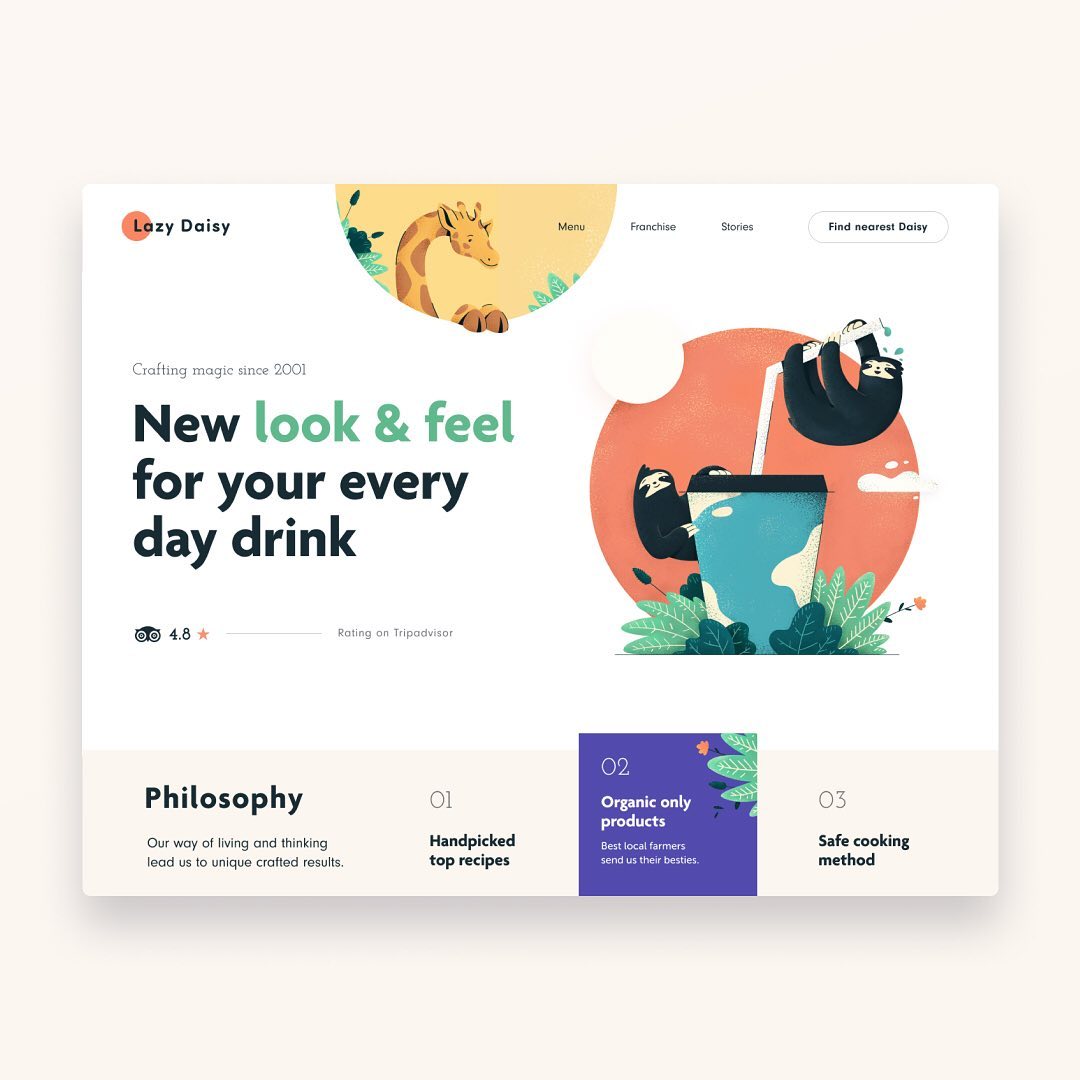 Lazy Daisy
Menu
Franchise
Stories
Find nearest Daisy
Crafting magic since 2001
New look & feel
for your every
day drink
4.8
Rating on Tripadvisor
Philosophy
Our way of living and thinking
lead us to unique crafted results.
01
Handpicked
top recipes
02
Organic only
products
Best local farmers
send us their besties.
03
Safe cooking
method